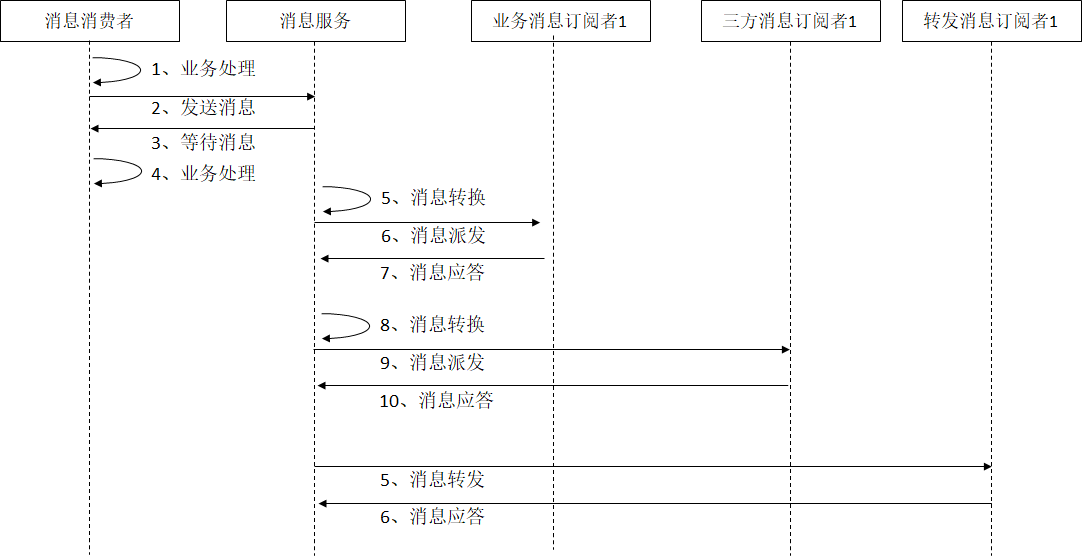 消息消费者
消息服务
业务消息订阅者1
三方消息订阅者1
转发消息订阅者1
1、业务处理
2、发送消息
3、等待消息
4、业务处理
5、消息转换
6、消息派发
7、消息应答
8、消息转换
9、消息派发
10、消息应答
5、消息转发
6、消息应答